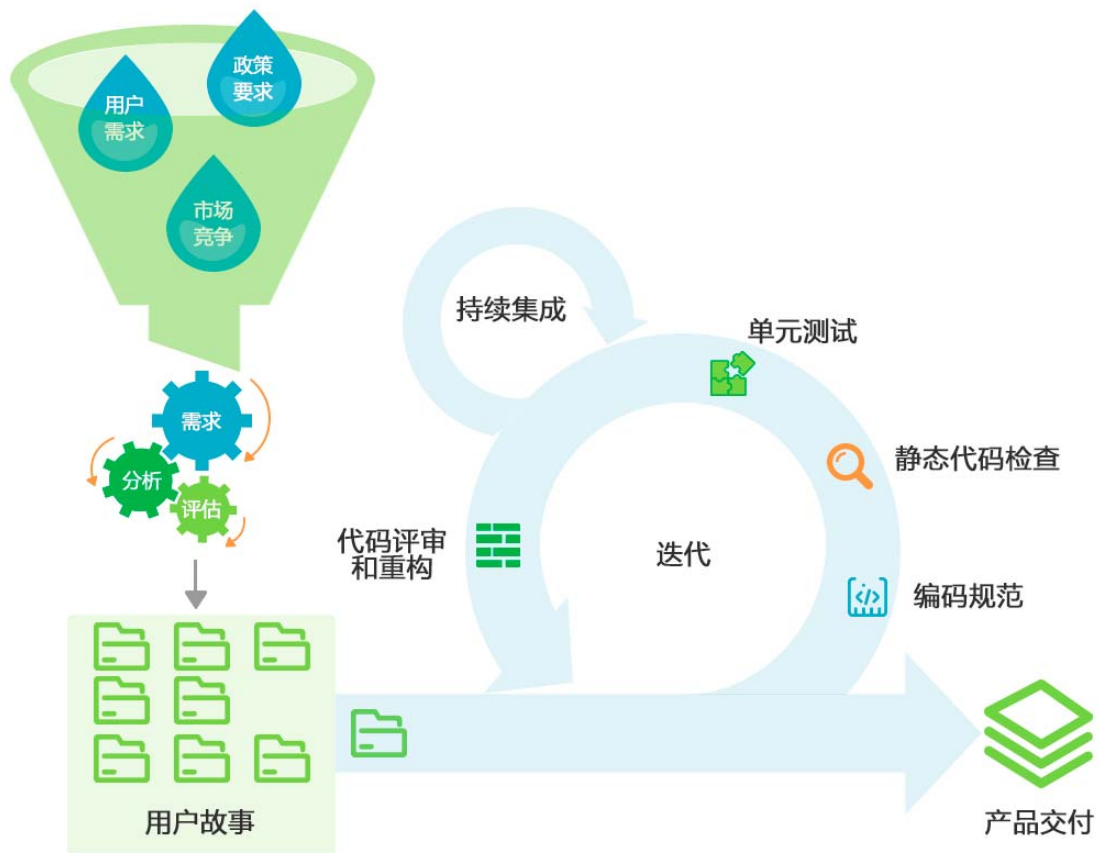 政策
要求
用户
需求
市场
竞争
需求
分析
评估
用户故事
持续集成
单元测试
静态代码检查
编码规范
代码评审
和重构
迭代
产品交付